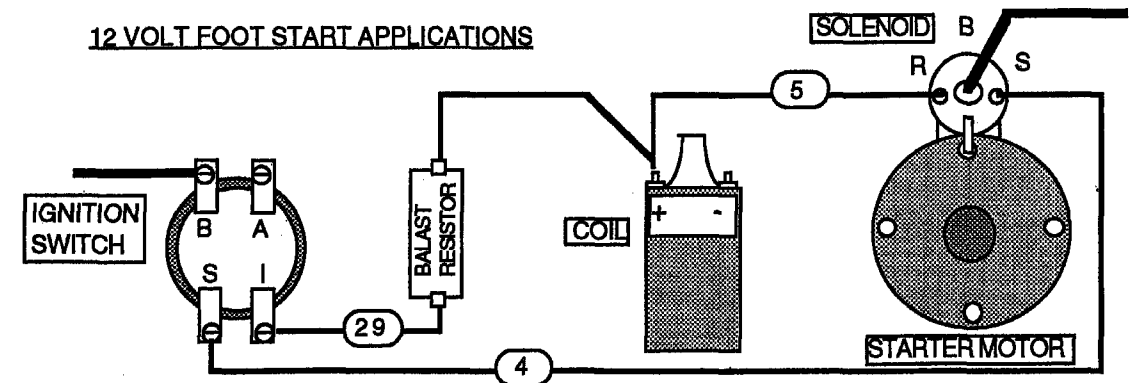 12 VOLT FOOT START APPLICATIONS
SOLENOID
B
R
S
5
IGNITION
SWITCH
B
A
S
I
BALAST
RESISTOR
COIL
+
-
29
4
STARTER MOTOR